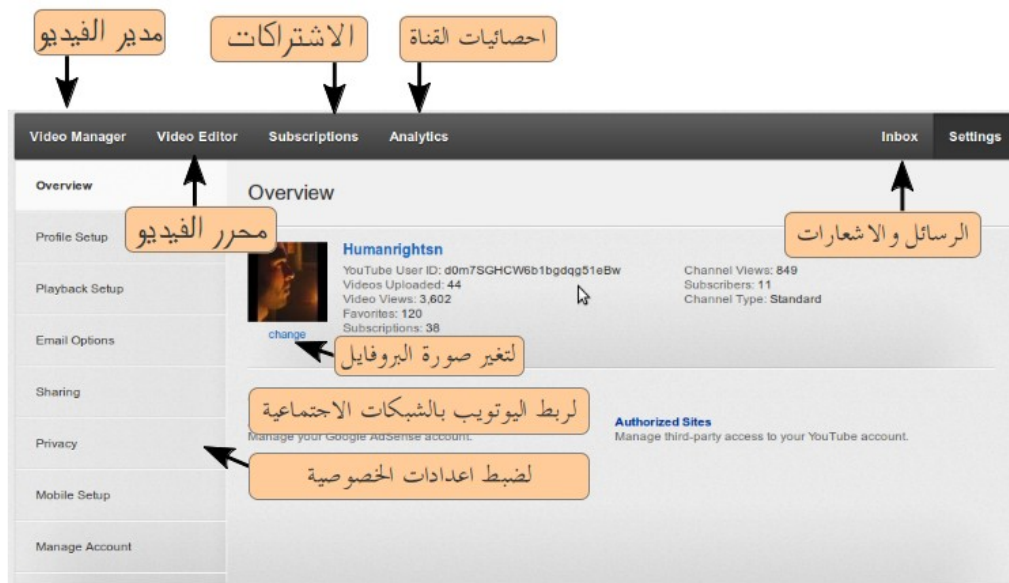 مدير الفيديو
الاشتراكات
احصائيات القناة
Video Manager Video Editor Subscriptions Analytics Inbox Settings
Overview
Overview
محرر الفيديو
الرسائل والاشعارات
Profile Setup
Humanrightsn
YouTube User ID: d0m7SGHCW6b1bgdqg51eBw
Videos Uploaded: 44
Video Views: 3,602
Favorites: 120
Subscriptions: 38
Channel Views: 849
Subscribers: 11
Channel Type: Standard
change
Playback Setup
Email Options
لتغير صورة البروفايل
Sharing
لربط اليوتويب بالشبكات الاجتماعية
Authorized Sites
Manage your Google AdSense account.
Manage third-party access to your YouTube account.
Privacy
لضبط اعدادات الخصوصية
Mobile Setup
Manage Account